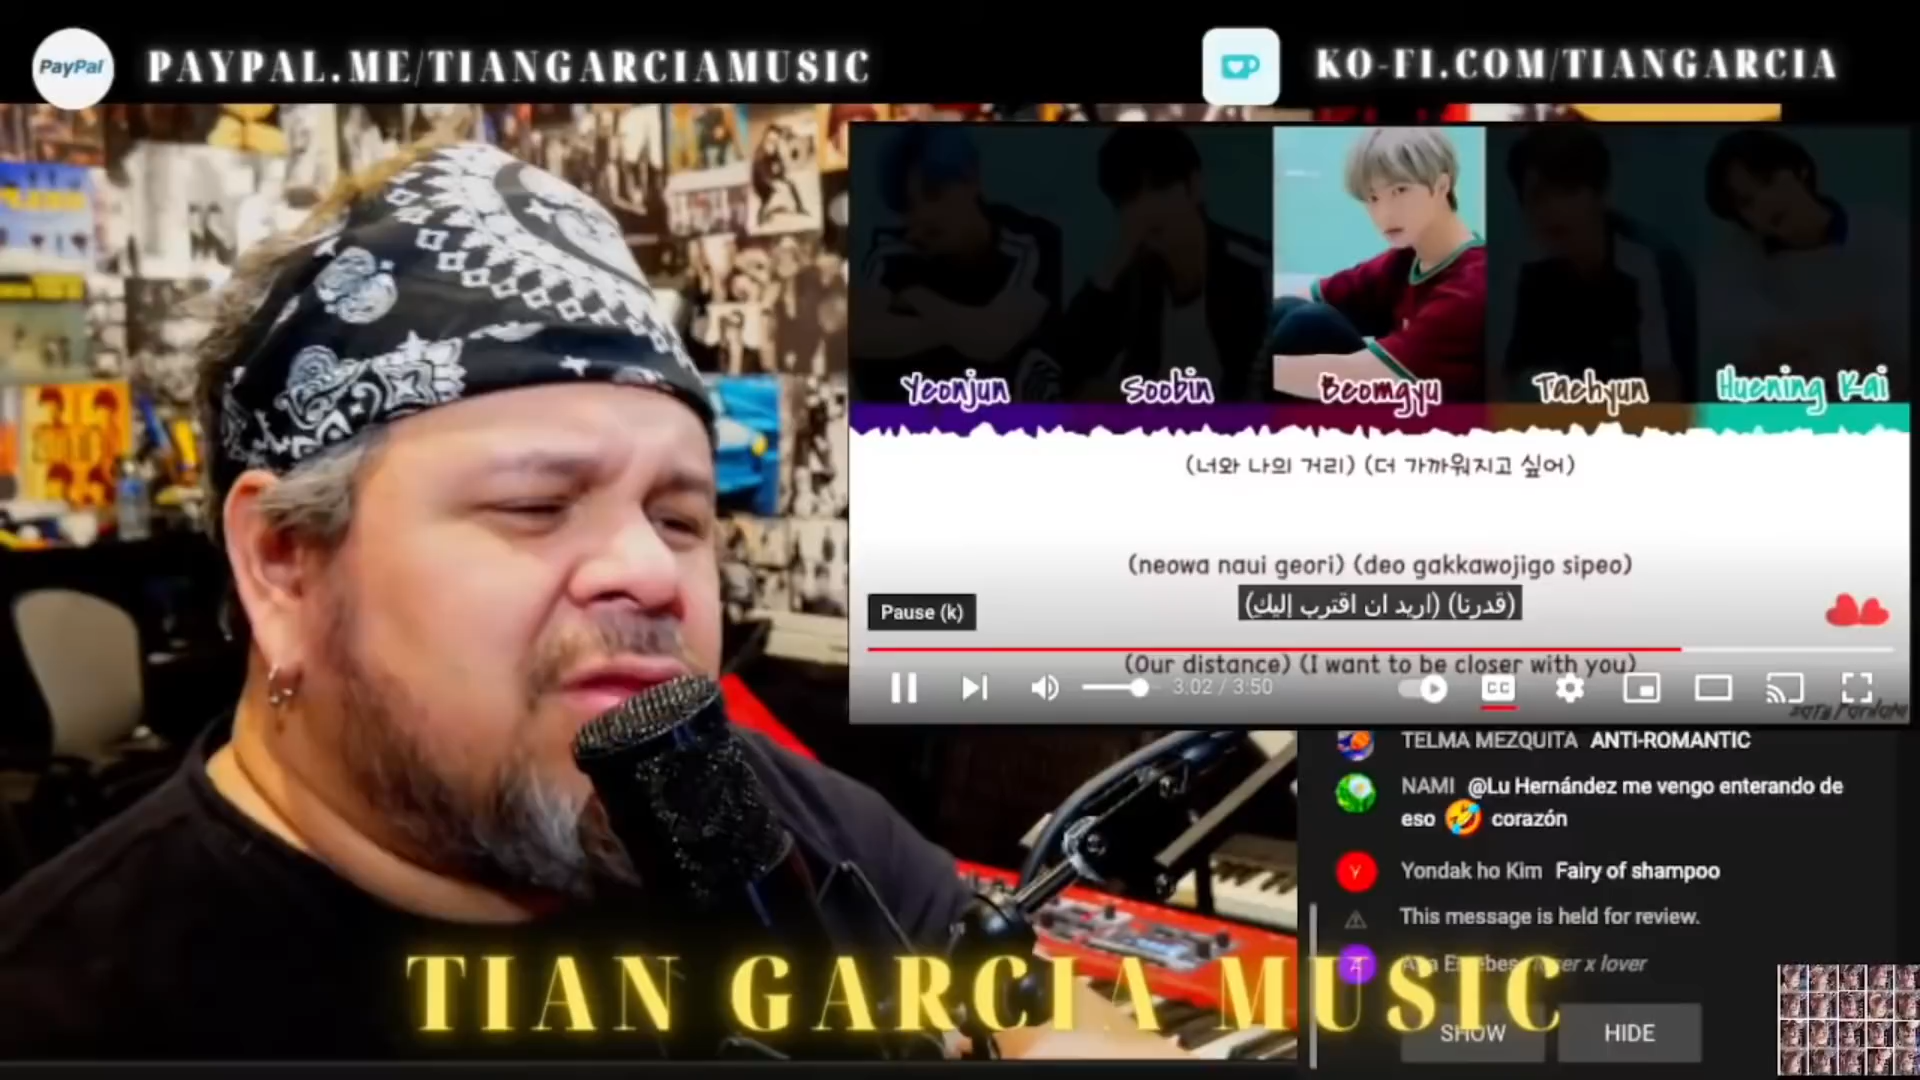 PayPal
PAYPAL.ME/TIANGARCIAMUSIC
KO-FI.COM/TIANGARCIA
Yeonjun
Soobin
Beomgyu
Taehyun
Huening Kai
(너와 나의 거리) (더 가까워지고 싶어)
(neowa naui geori) (deo gakkawojigo sipeo)
Pause (k)
(قدرنا) (اريد ان اقترب إليك)
(Our distance) (I want to be closer with you)
3:02 / 3:50
CC
TELMA MEZQUITA ANTI-ROMANTIC
NAMI @Lu Hernández me vengo enterando de
eso 🤣 corazón
Y Yondak ho Kim Fairy of shampoo
This message is held for review.
x lover
TIAN GARCIA MUSIC
SHOW
HIDE